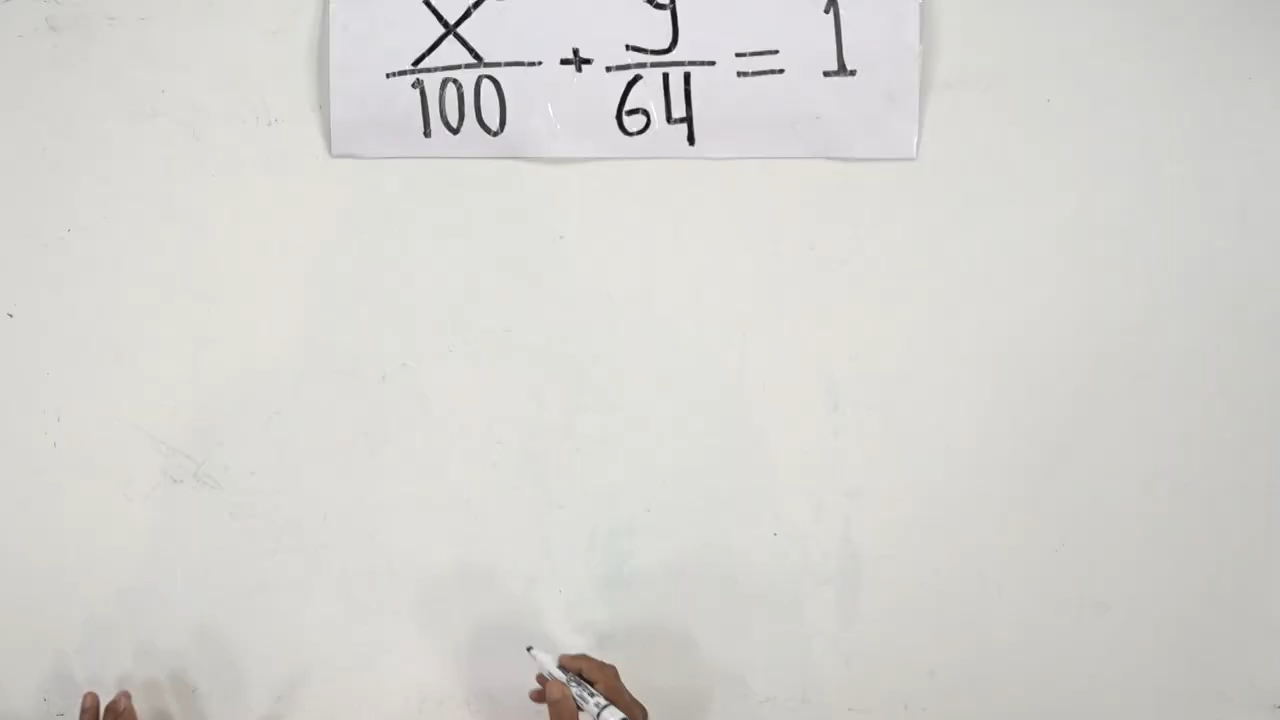 x/100 + y/64 = 1